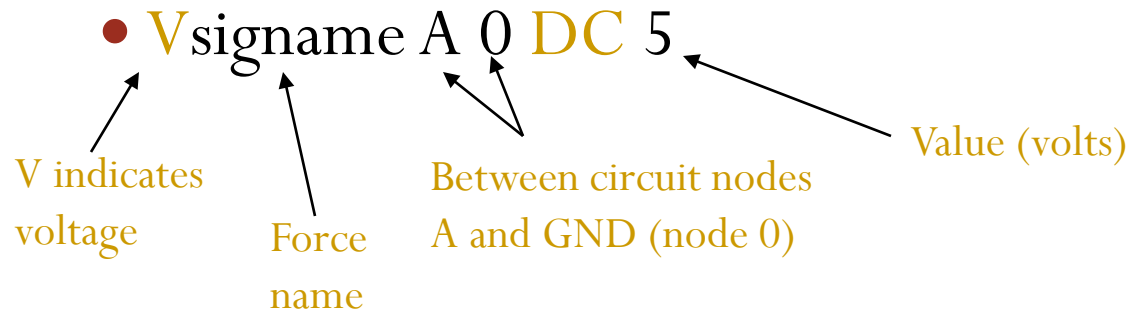 • Vsigname A 0 DC 5
V indicates
voltage
Force
name
Between circuit nodes
A and GND (node 0)
Value (volts)